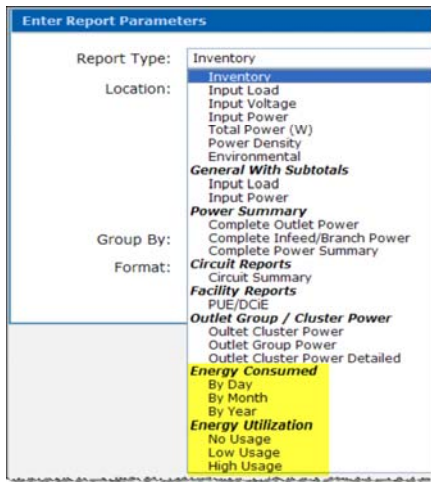 Enter Report Parameters
Report Type:
Inventory
Location:
Inventory
Input Load
Input Voltage
Input Power
Total Power (W)
Power Density
Environmental
General With Subtotals
Input Load
Input Power
Power Summary
Complete Outlet Power
Group By:
Complete Infeed/Branch Power
Complete Power Summary
Format:
Circuit Reports
Circuit Summary
Facility Reports
PUE/DCiE
Outlet Group / Cluster Power
Oultet Cluster Power
Outlet Group Power
Outlet Cluster Power Detailed
Energy Consumed
By Day
By Month
By Year
Energy Utilization
No Usage
Low Usage
High Usage